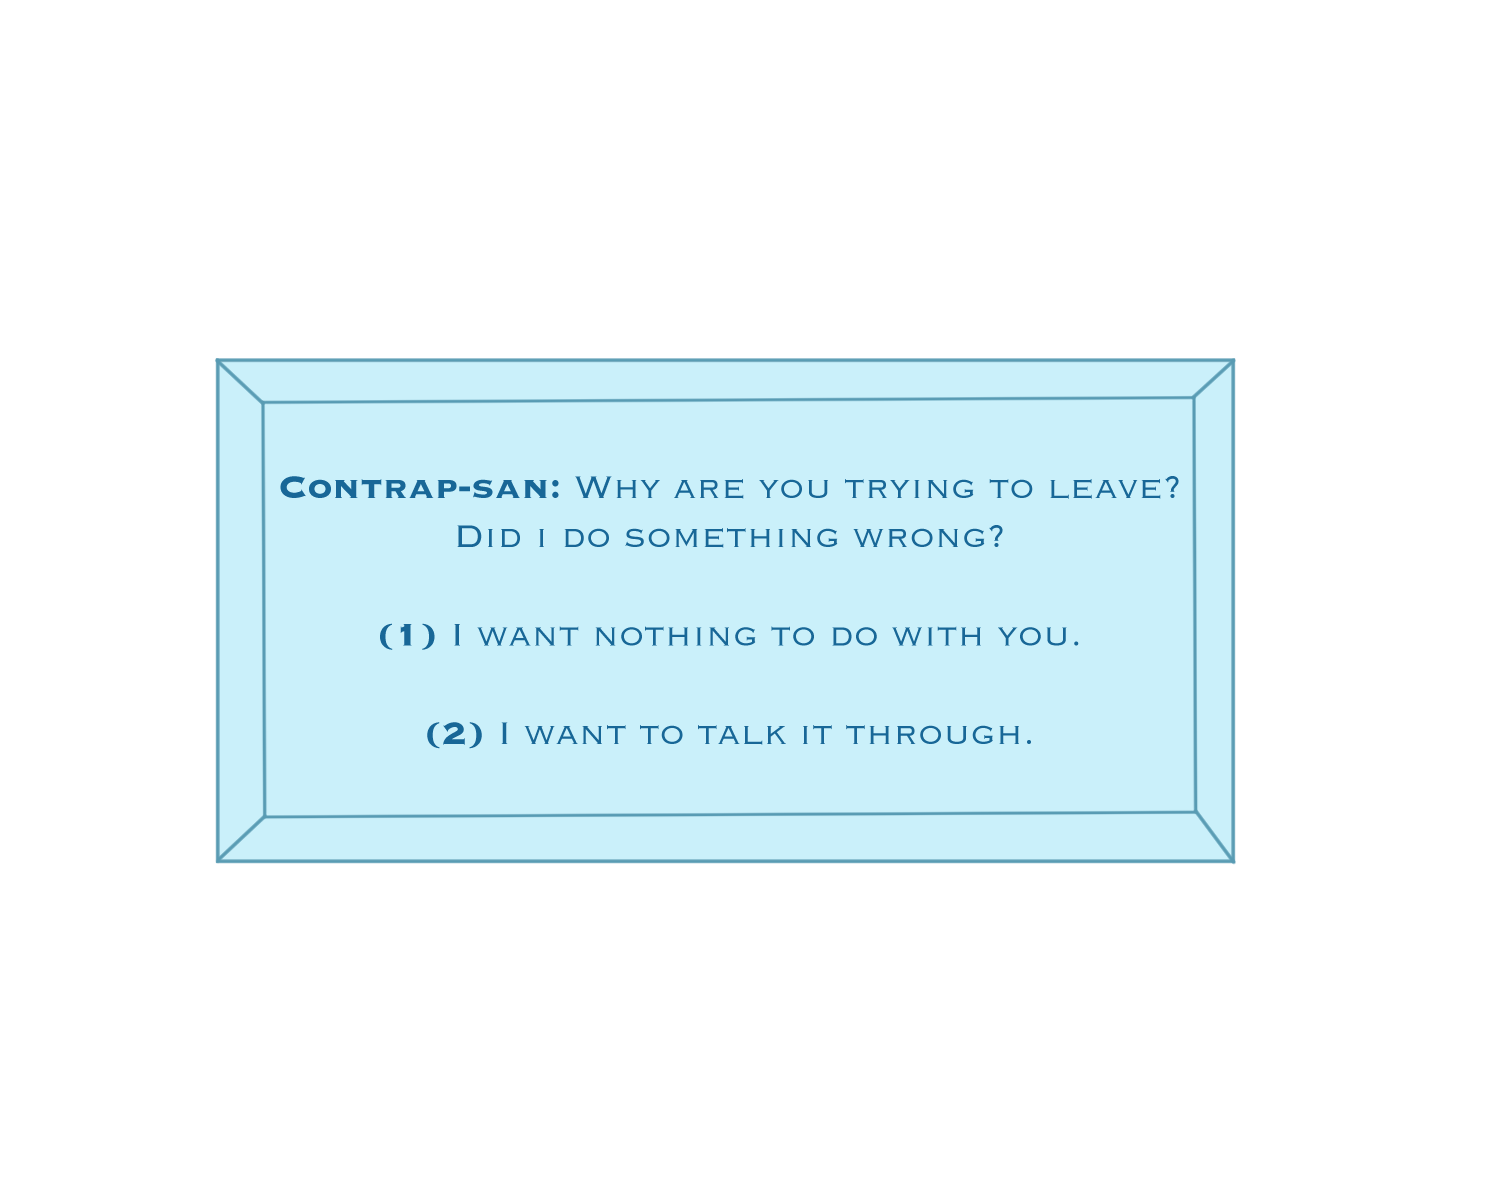 Contrap-san: Why are you trying to leave?
Did i do something wrong?
(1) I want nothing to do with you.
(2) I want to talk it through.